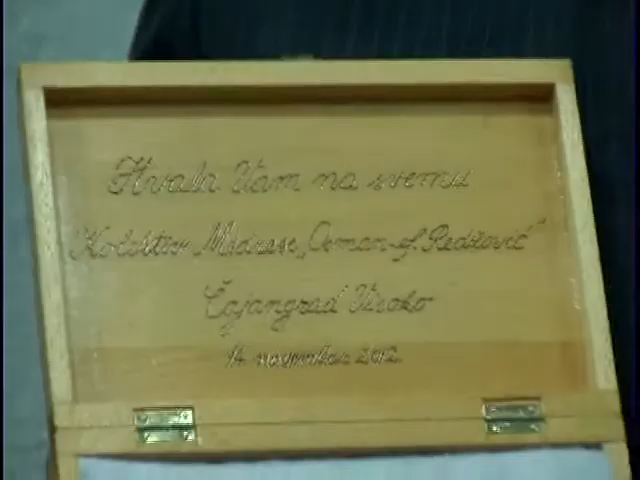 Hvala Vam na svemu
Kolektiv Medrese „Osman-ef. Redžović"
Čajangrad Visoko
14. novembar 2012.